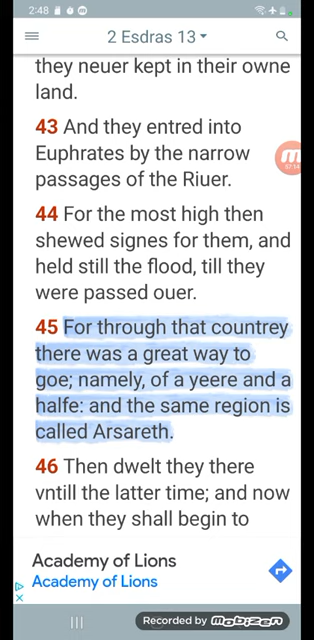 2:48
2 Esdras 13
they neuer kept in their owne
land.
43 And they entred into
Euphrates by the narrow
passages of the Riuer.
44 For the most high then
shewed signes for them, and
held still the flood, till they
were passed ouer.
45 For through that countrey
there was a great way to
goe; namely, of a yeere and a
halfe: and the same region is
called Arsareth.
46 Then dwelt they there
vntill the latter time; and now
when they shall begin to
Academy of Lions
Academy of Lions
Recorded by mobizen